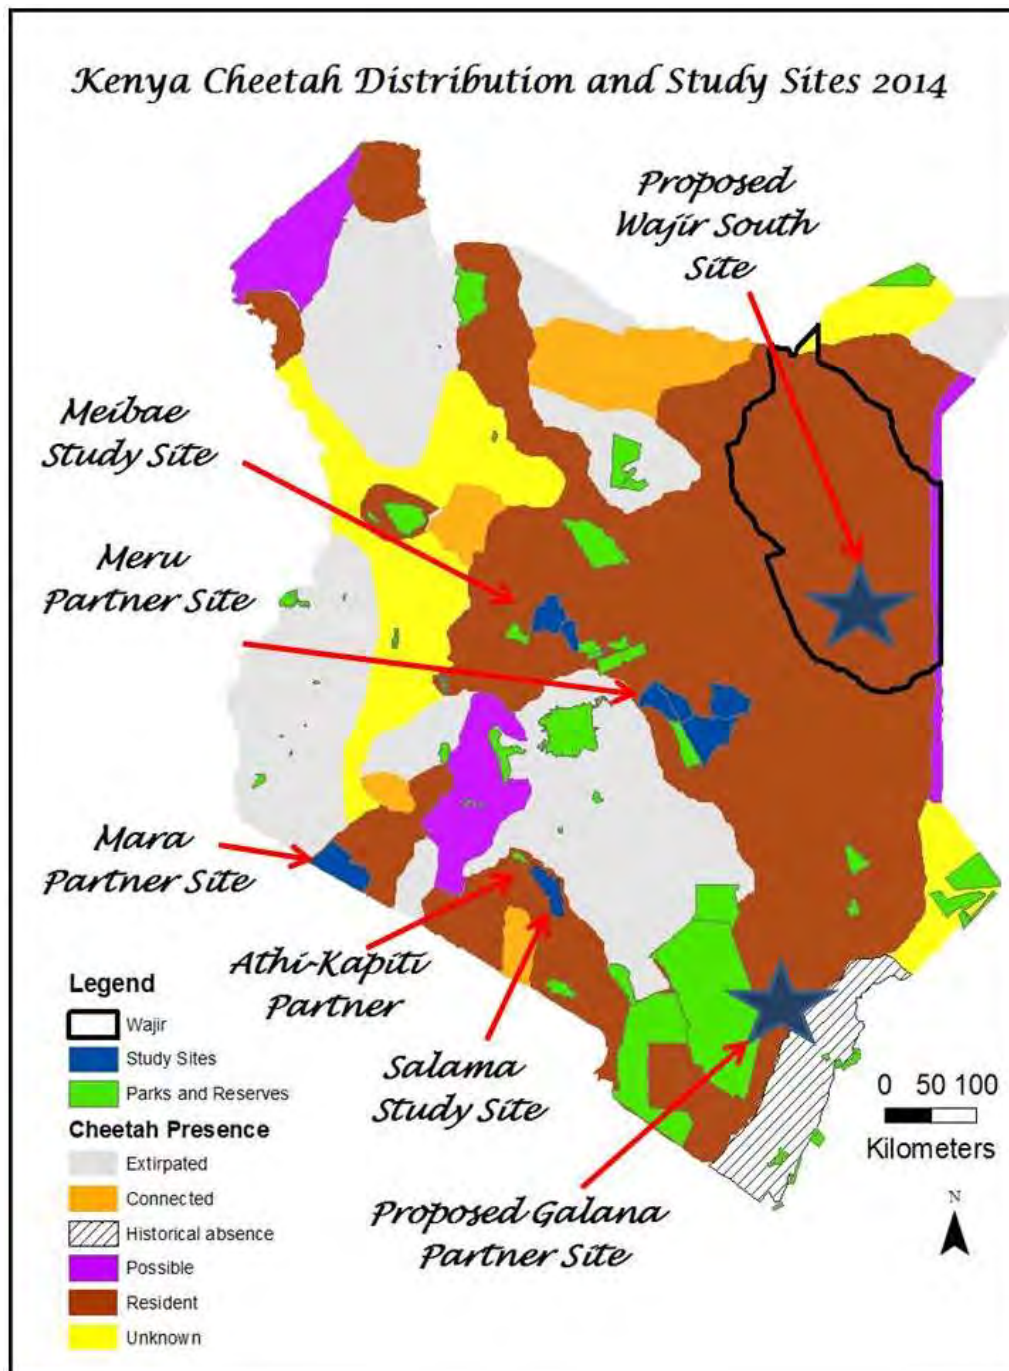 Kenya Cheetah Distribution and Study Sites 2014
Proposed
Wajir South
Site
Meibae
Study Site
Meru
Partner Site
Mara
Partner Site
Athi-Kapiti
Partner
Salama
Study Site
Proposed Galana
Partner Site
Legend
Wajir
Study Sites
Parks and Reserves
Cheetah Presence
Extirpated
Connected
Historical absence
Possible
Resident
Unknown
0 50 100
Kilometers
N